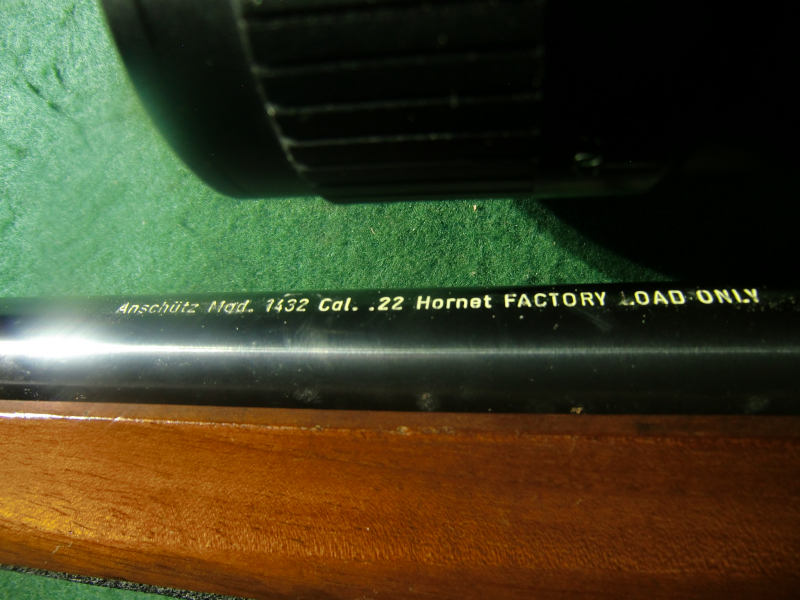 Anschütz Mod. 1432 Cal. .22 Hornet FACTORY LOAD ONLY